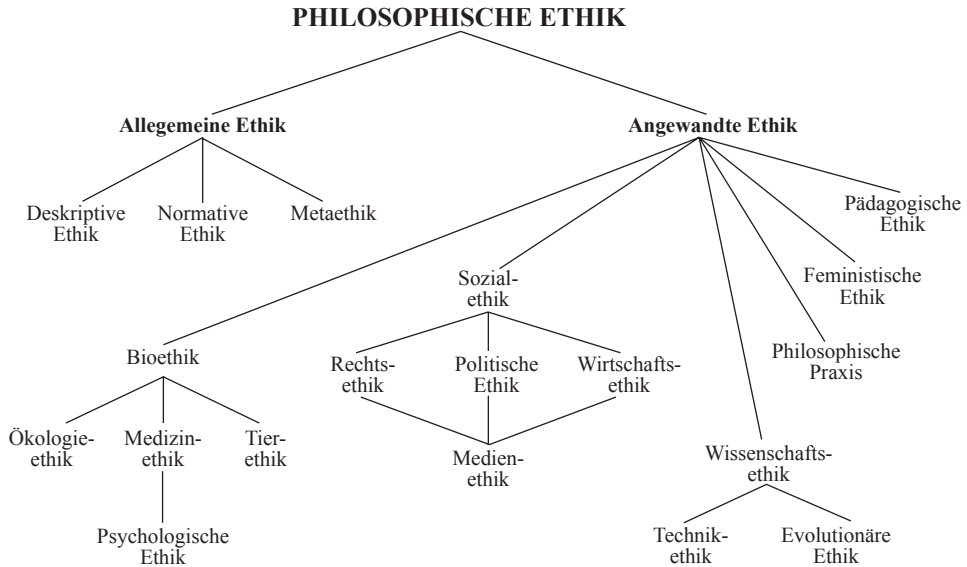 PHILOSOPHISCHE ETHIK
Allegemeine Ethik
Angewandte Ethik
Deskriptive
Ethik
Normative
Ethik
Metaethik
Pädagogische
Ethik
Sozial-
ethik
Feministische
Ethik
Bioethik
Rechts-
ethik
Politische
Ethik
Wirtschafts-
ethik
Philosophische
Praxis
Ökologie-
ethik
Medizin-
ethik
Tier-
ethik
Medien-
ethik
Wissenschafts-
ethik
Psychologische
Ethik
Technik-
ethik
Evolutionäre
Ethik